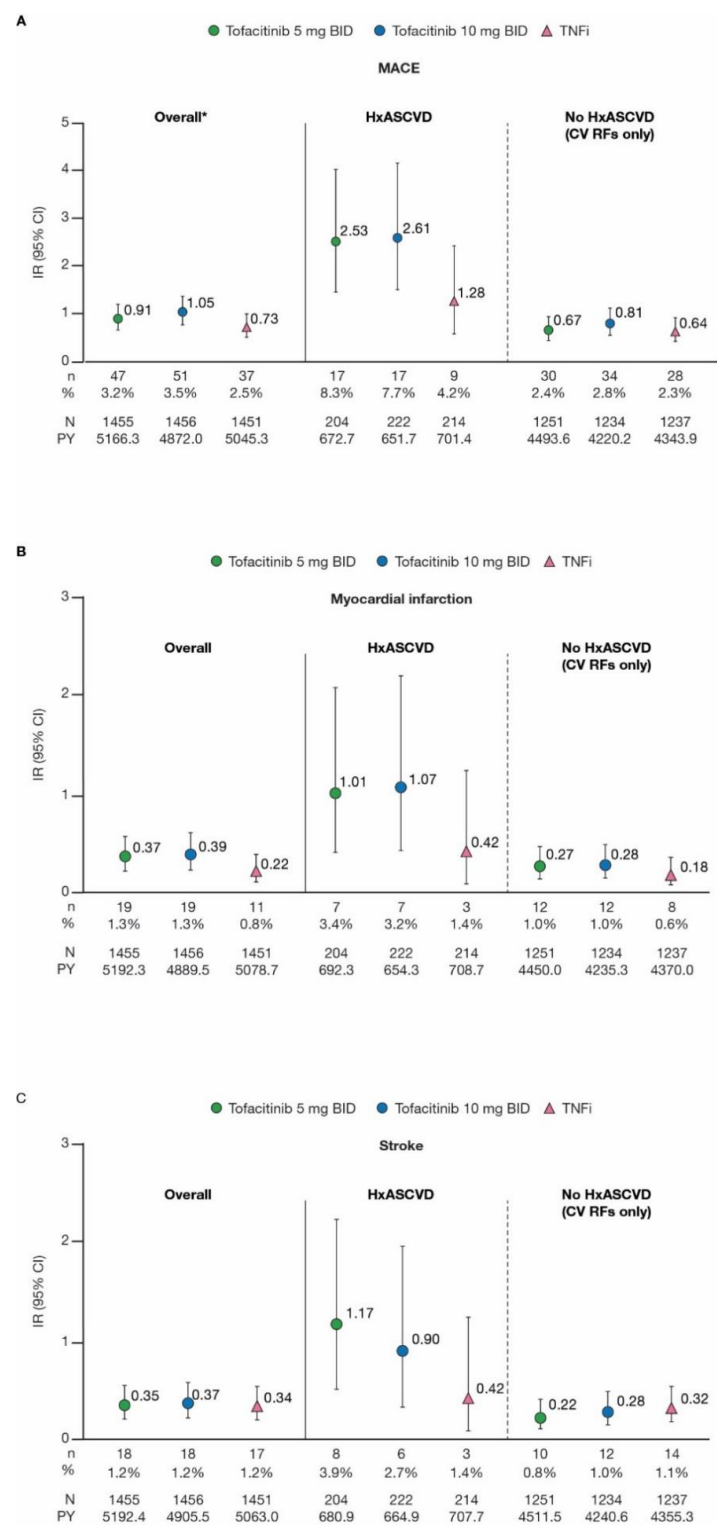 A
Tofacitinib 5 mg BID Tofacitinib 10 mg BID TNFi
MACE
Overall* HxASCVD No HxASCVD
(CV RFs only)
IR (95% CI)
5
4
3
2
1
0
0.91 1.05 0.73 2.53 2.61 1.28 0.67 0.81 0.64
n 47 51 37 17 17 9 30 34 28
% 3.2% 3.5% 2.5% 8.3% 7.7% 4.2% 2.4% 2.8% 2.3%
N 1455 1456 1451 204 222 214 1251 1234 1237
PY 5166.3 4872.0 5045.3 672.7 651.7 701.4 4493.6 4220.2 4343.9
B
Tofacitinib 5 mg BID Tofacitinib 10 mg BID TNFi
Myocardial infarction
Overall HxASCVD No HxASCVD
(CV RFs only)
IR (95% CI)
3
2
1
0
0.37 0.39 0.22 1.01 1.07 0.42 0.27 0.28 0.18
n 19 19 11 7 7 3 12 12 8
% 1.3% 1.3% 0.8% 3.4% 3.2% 1.4% 1.0% 1.0% 0.6%
N 1455 1456 1451 204 222 214 1251 1234 1237
PY 5192.3 4889.5 5078.7 692.3 654.3 708.7 4450.0 4235.3 4370.0
C
Tofacitinib 5 mg BID Tofacitinib 10 mg BID TNFi
Stroke
Overall HxASCVD No HxASCVD
(CV RFs only)
IR (95% CI)
3
2
1
0
0.35 0.37 0.34 1.17 0.90 0.42 0.22 0.28 0.32
n 18 18 17 8 6 3 10 12 14
% 1.2% 1.2% 1.2% 3.9% 2.7% 1.4% 0.8% 1.0% 1.1%
N 1455 1456 1451 204 222 214 1251 1234 1237
PY 5192.4 4905.5 5063.0 680.9 664.9 707.7 4511.5 4240.6 4355.3